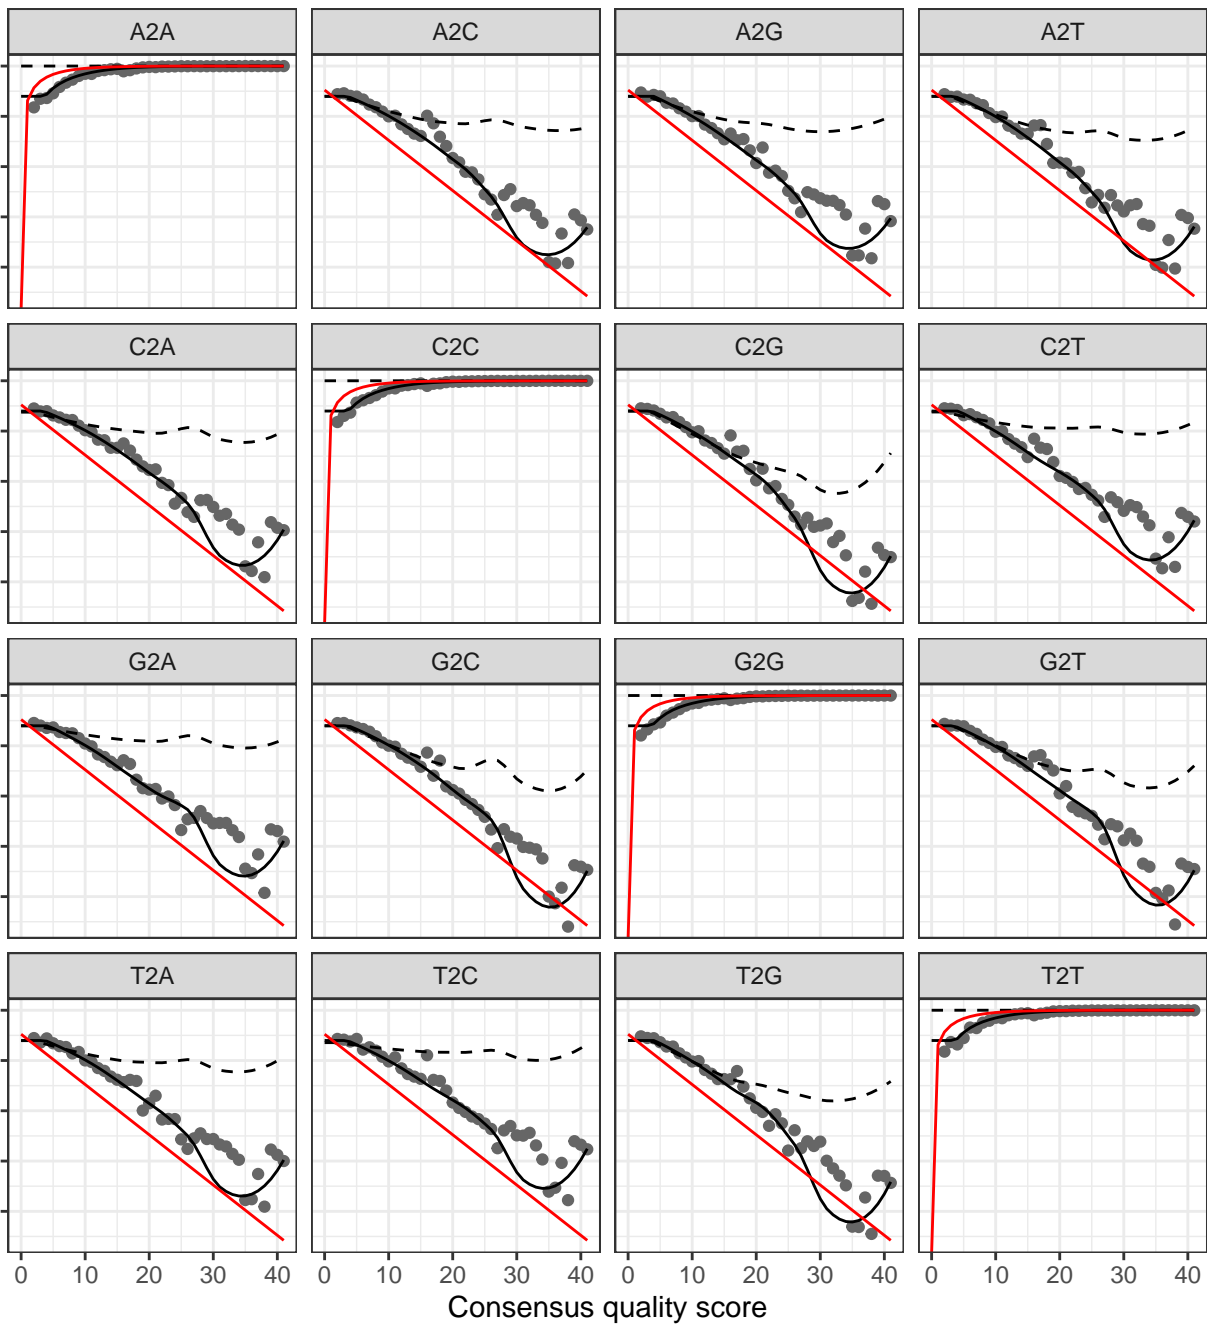 A2A A2C A2G A2T
C2A C2C C2G C2T
G2A G2C G2G G2T
T2A T2C T2G T2T
0 10 20 30 40 0 10 20 30 40 0 10 20 30 40 0 10 20 30 40
Consensus quality score